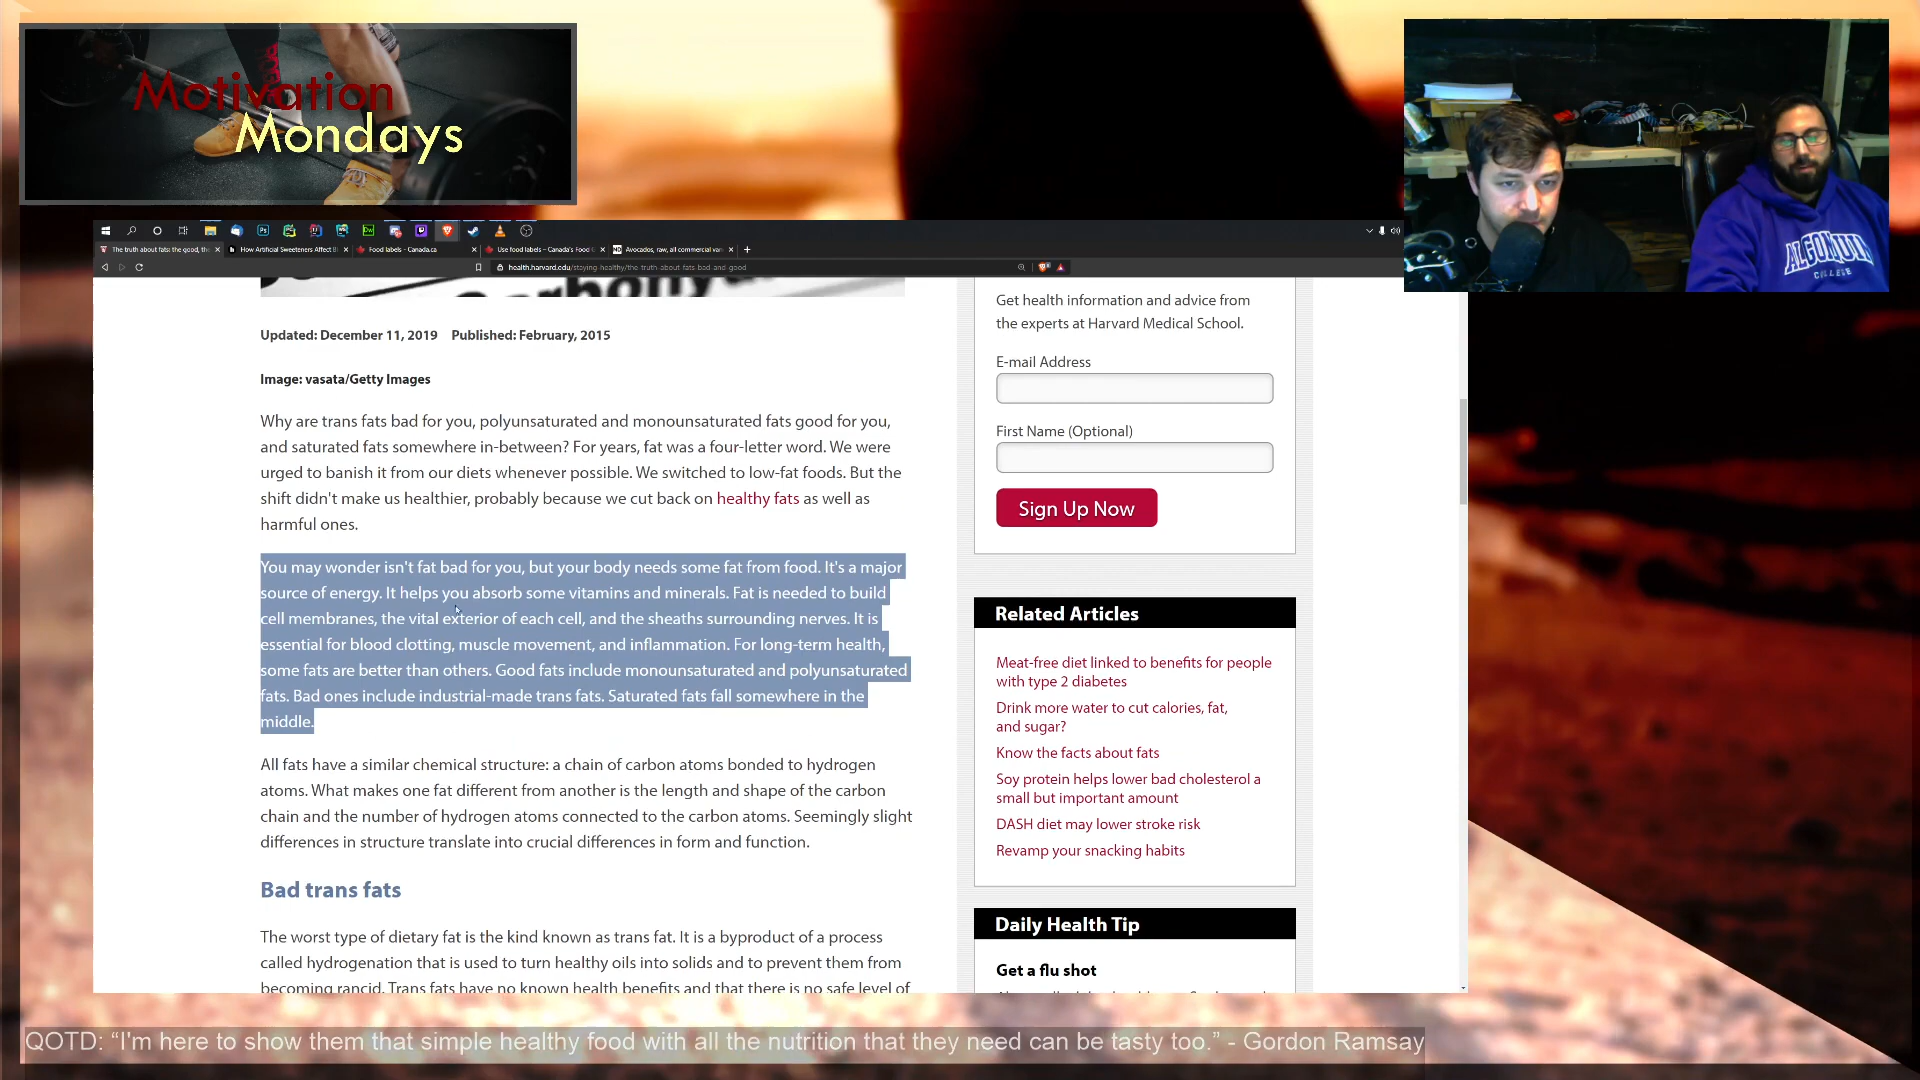 Motivation
Mondays
The truth about fats: the good, the
How Artificial Sweeteners Affect B
Food labels - Canada.ca
Use food labels – Canada's Food G
Avocados, raw, all commercial var
health.harvard.edu/staying-healthy/the-truth-about-fats-bad-and-good
ALGONQUIN
COLLEGE
Updated: December 11, 2019 Published: February, 2015
Image: vasata/Getty Images
Why are trans fats bad for you, polyunsaturated and monounsaturated fats good for you,
and saturated fats somewhere in-between? For years, fat was a four-letter word. We were
urged to banish it from our diets whenever possible. We switched to low-fat foods. But the
shift didn't make us healthier, probably because we cut back on healthy fats as well as
harmful ones.
You may wonder isn't fat bad for you, but your body needs some fat from food. It's a major
source of energy. It helps you absorb some vitamins and minerals. Fat is needed to build
cell membranes, the vital exterior of each cell, and the sheaths surrounding nerves. It is
essential for blood clotting, muscle movement, and inflammation. For long-term health,
some fats are better than others. Good fats include monounsaturated and polyunsaturated
fats. Bad ones include industrial-made trans fats. Saturated fats fall somewhere in the
middle.
All fats have a similar chemical structure: a chain of carbon atoms bonded to hydrogen
atoms. What makes one fat different from another is the length and shape of the carbon
chain and the number of hydrogen atoms connected to the carbon atoms. Seemingly slight
differences in structure translate into crucial differences in form and function.
Bad trans fats
The worst type of dietary fat is the kind known as trans fat. It is a byproduct of a process
called hydrogenation that is used to turn healthy oils into solids and to prevent them from
becoming rancid. Trans fats have no known health benefits and that there is no safe level of
Get health information and advice from
the experts at Harvard Medical School.
E-mail Address
First Name (Optional)
Sign Up Now
Related Articles
Meat-free diet linked to benefits for people
with type 2 diabetes
Drink more water to cut calories, fat,
and sugar?
Know the facts about fats
Soy protein helps lower bad cholesterol a
small but important amount
DASH diet may lower stroke risk
Revamp your snacking habits
Daily Health Tip
Get a flu shot
QOTD: “I'm here to show them that simple healthy food with all the nutrition that they need can be tasty too.” - Gordon Ramsay